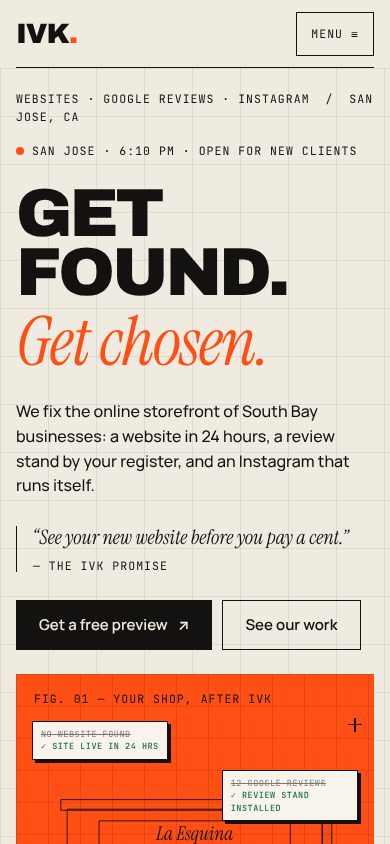 IVK.
MENU ≡
WEBSITES · GOOGLE REVIEWS · INSTAGRAM / SAN
JOSE, CA
SAN JOSE · 6:10 PM · OPEN FOR NEW CLIENTS
GET
FOUND.
Get chosen.
We fix the online storefront of South Bay
businesses: a website in 24 hours, a review
stand by your register, and an Instagram that
runs itself.
“See your new website before you pay a cent.”
— THE IVK PROMISE
Get a free preview ↗
See our work
FIG. 01 — YOUR SHOP, AFTER IVK
NO WEBSITE FOUND
✓ SITE LIVE IN 24 HRS
12 GOOGLE REVIEWS
✓ REVIEW STAND
INSTALLED
La Esquina